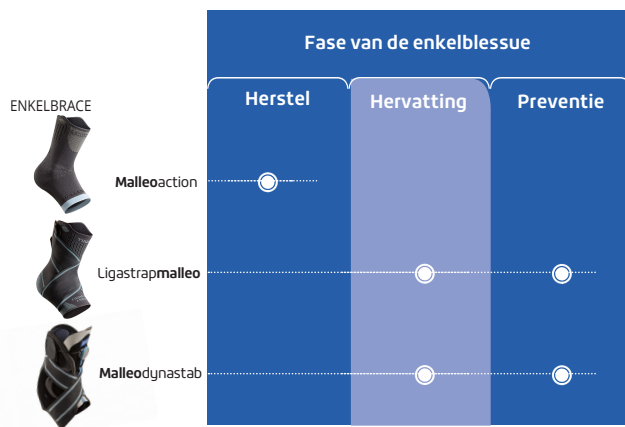 Fase van de enkelblessue
Herstel
Hervatting
Preventie
ENKELBRACE
Malleoaction
Ligastrapmalleo
Malleodynastab